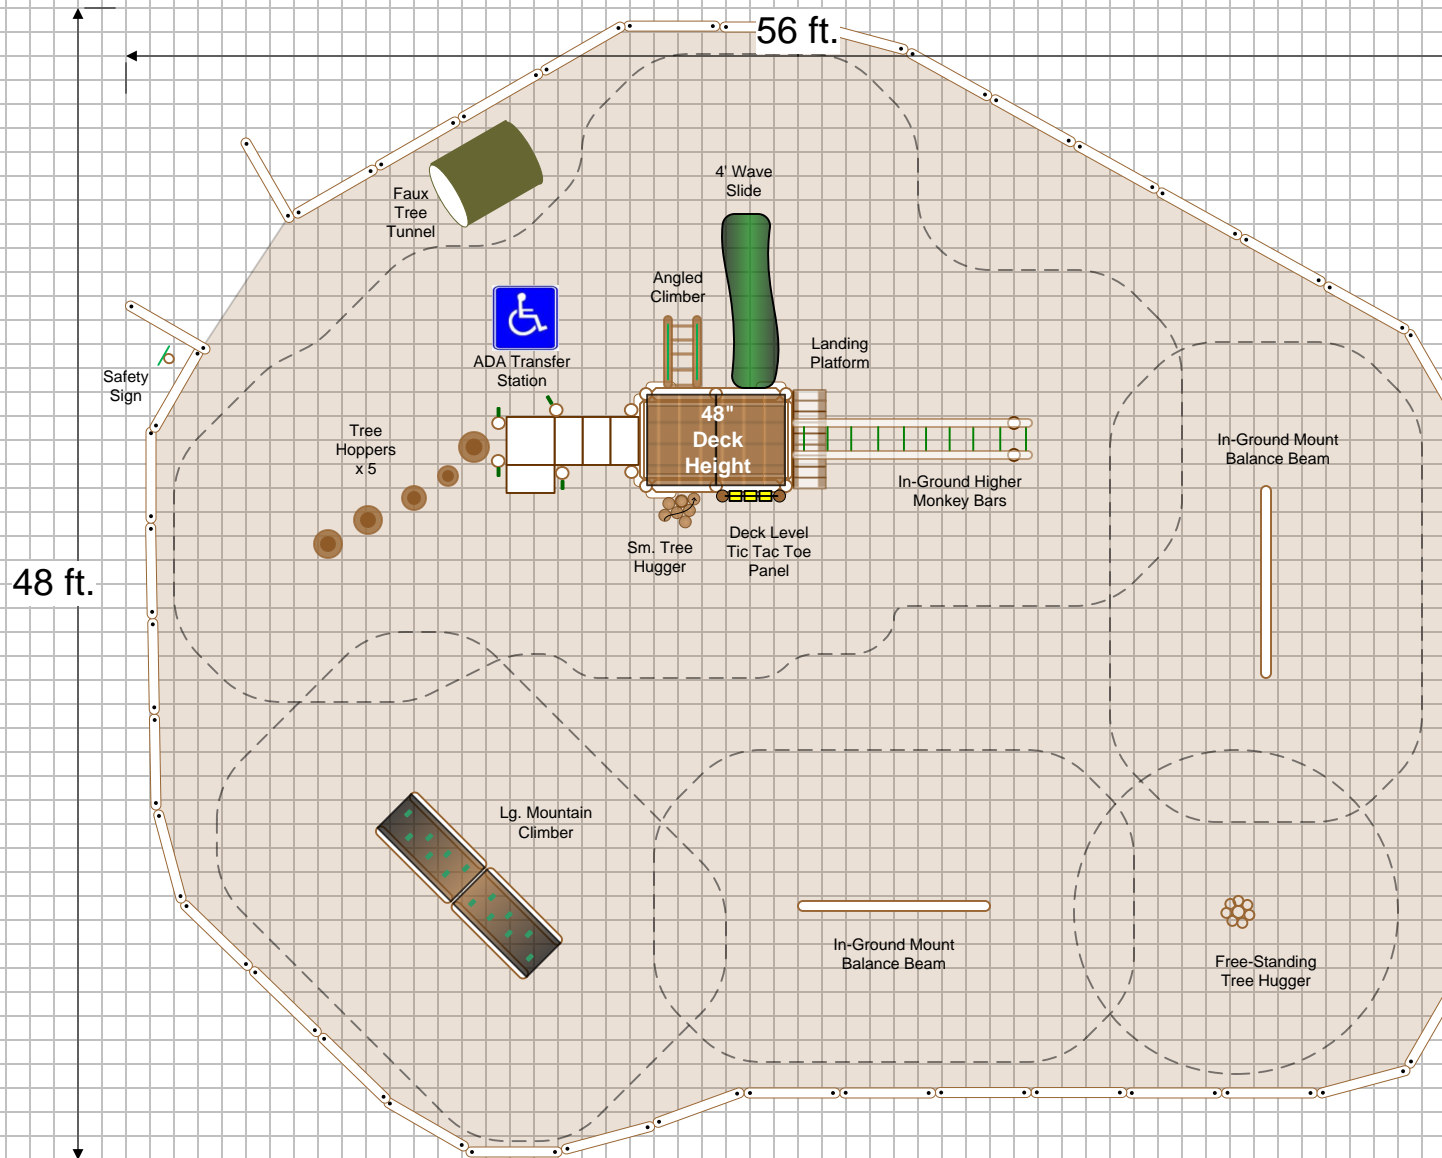 56 ft.
4' Wave
Slide
Faux
Tree
Tunnel
Angled
Climber
Landing
Platform
ADA Transfer
Station
Safety
Sign
48"
Deck
Height
Tree
Hoppers
x 5
In-Ground Mount
Balance Beam
In-Ground Higher
Monkey Bars
Sm. Tree
Hugger
Deck Level
Tic Tac Toe
Panel
48 ft.
Lg. Mountain
Climber
In-Ground Mount
Balance Beam
Free-Standing
Tree Hugger